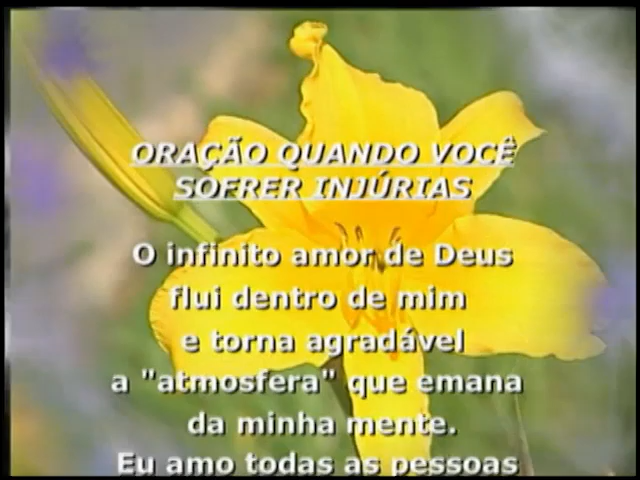 ORAÇÃO QUANDO VOCÊ
SOFRER INJÚRIAS
O infinito amor de Deus
flui dentro de mim
e torna agradável
a "atmosfera" que emana
da minha mente.
Eu amo todas as pessoas